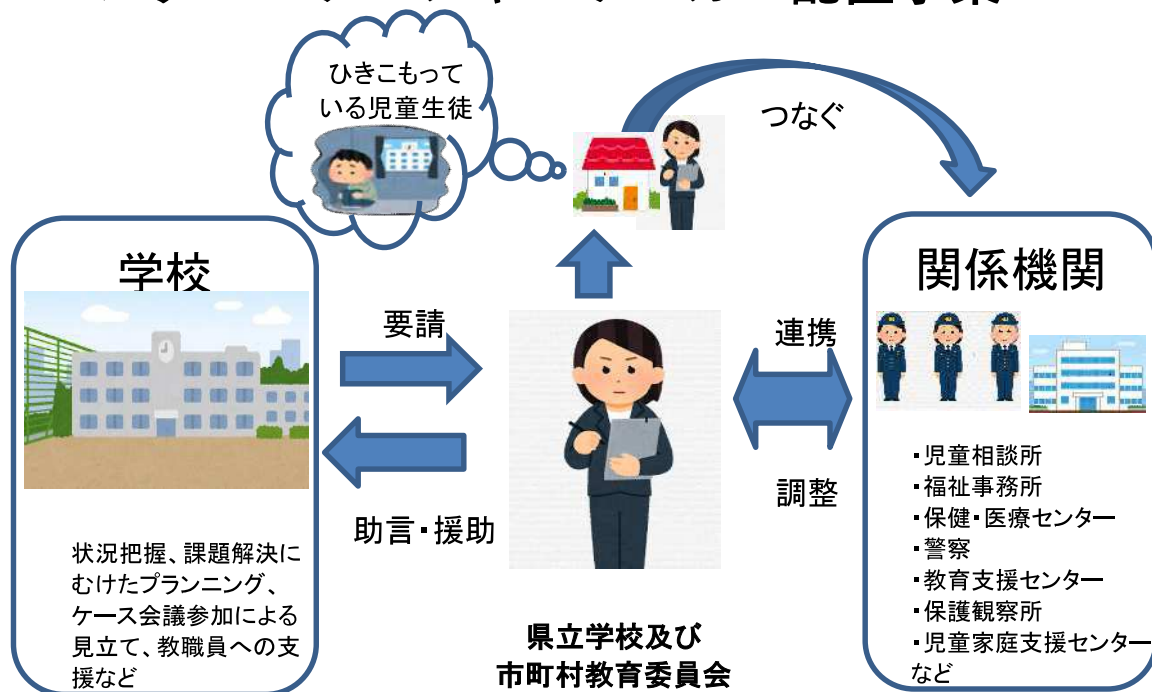 配置事業
ひきこもって
いる児童生徒
つなぐ
学校
要請
助言・援助
状況把握、課題解決に
むけたプランニング、
ケース会議参加による
見立て、教職員への支
援など
県立学校及び
市町村教育委員会
連携
調整
関係機関
・児童相談所
・福祉事務所
・保健・医療センター
・警察
・教育支援センター
・保護観察所
・児童家庭支援センター
など